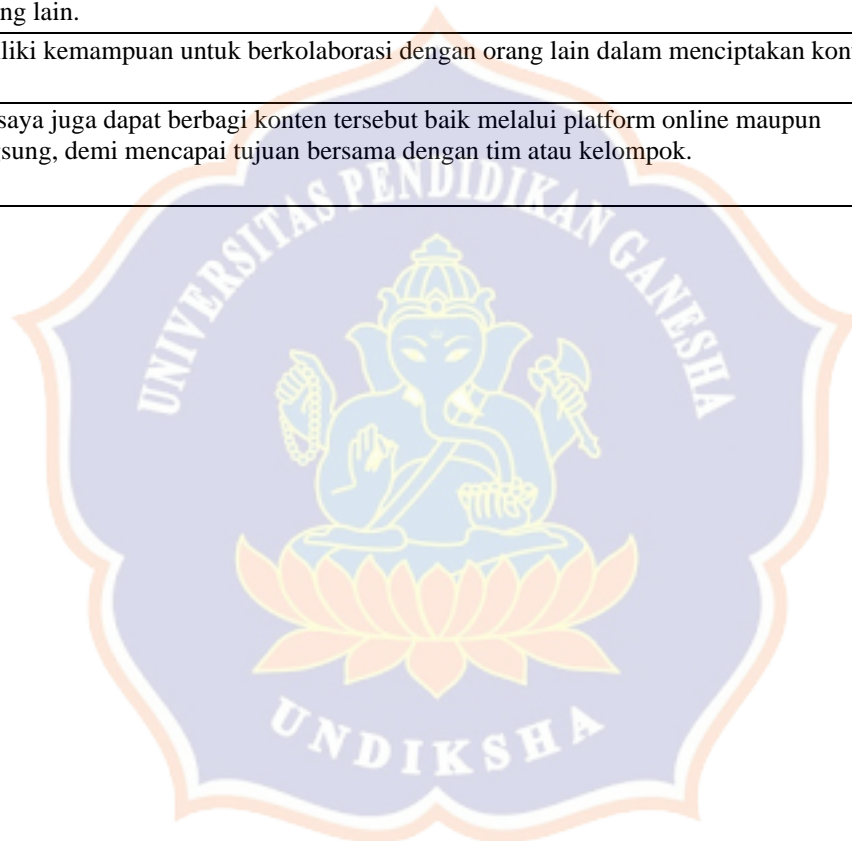 ng lain.
liki kemampuan untuk berkolaborasi dengan orang lain dalam menciptakan kon
saya juga dapat berbagi konten tersebut baik melalui platform online maupun
sung, demi mencapai tujuan bersama dengan tim atau kelompok.
UNIVERSITAS PENDIDIKAN GANESHA
UNDIKSHA